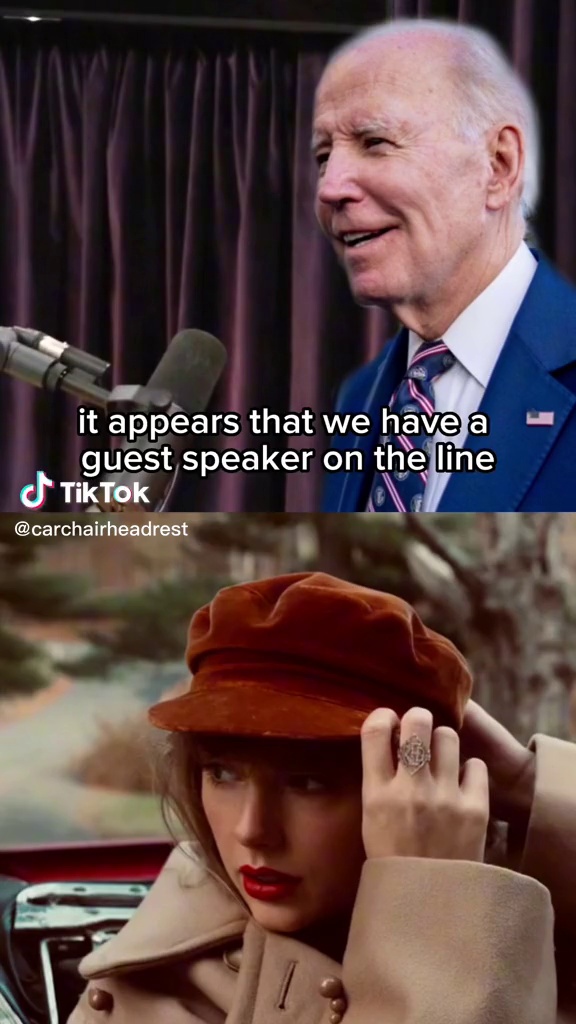 it appears that we have a
guest speaker on the line
TikTok
@carchairheadrest